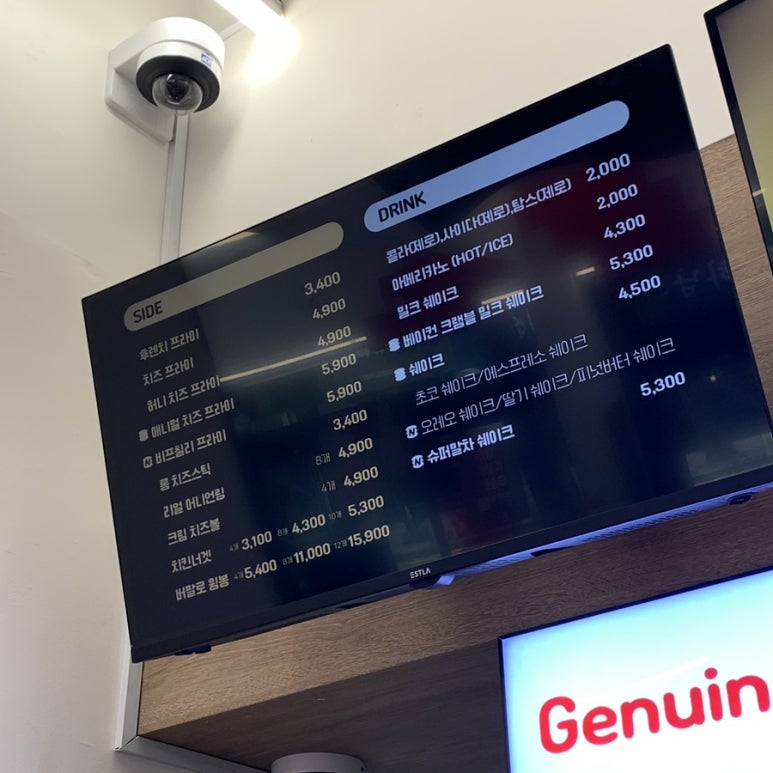 SIDE
후렌치 프라이 3,400
치즈 프라이 4,900
허니 치즈 프라이 4,900
애니멀 치즈 프라이 5,900
N 비프칠리 프라이 5,900
롱 치즈스틱 3,400
리얼 어니언링 8개 4,900
크림 치즈볼 4개 4,900
치킨너겟 4개 3,100 8개 4,300 10개 5,300
버팔로 윙봉 4개 5,400 8개 11,000 12개 15,900
DRINK
콜라(제로),사이다(제로),탐스(제로) 2,000
아메리카노 (HOT/ICE) 2,000
밀크 쉐이크 4,300
베이컨 크램블 밀크 쉐이크 5,300
쉐이크 4,500
초코 쉐이크/에스프레소 쉐이크
N 오레오 쉐이크/딸기 쉐이크/피넛버터 쉐이크
N 슈퍼말차 쉐이크 5,300
ESTLA
Genuin